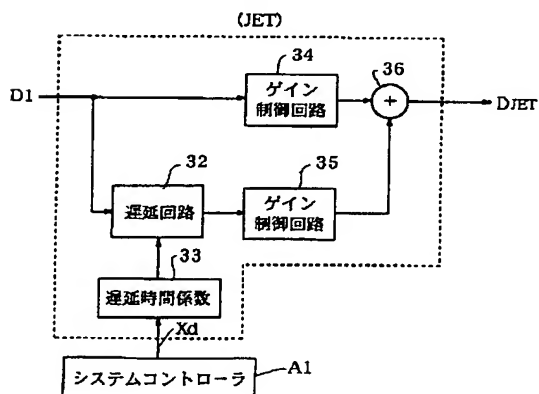 (JET)
34
36
D1
ゲイン
制御回路
+
DJET
32
35
遅延回路
ゲイン
制御回路
33
遅延時間係数
Xd
システムコントローラ
A1